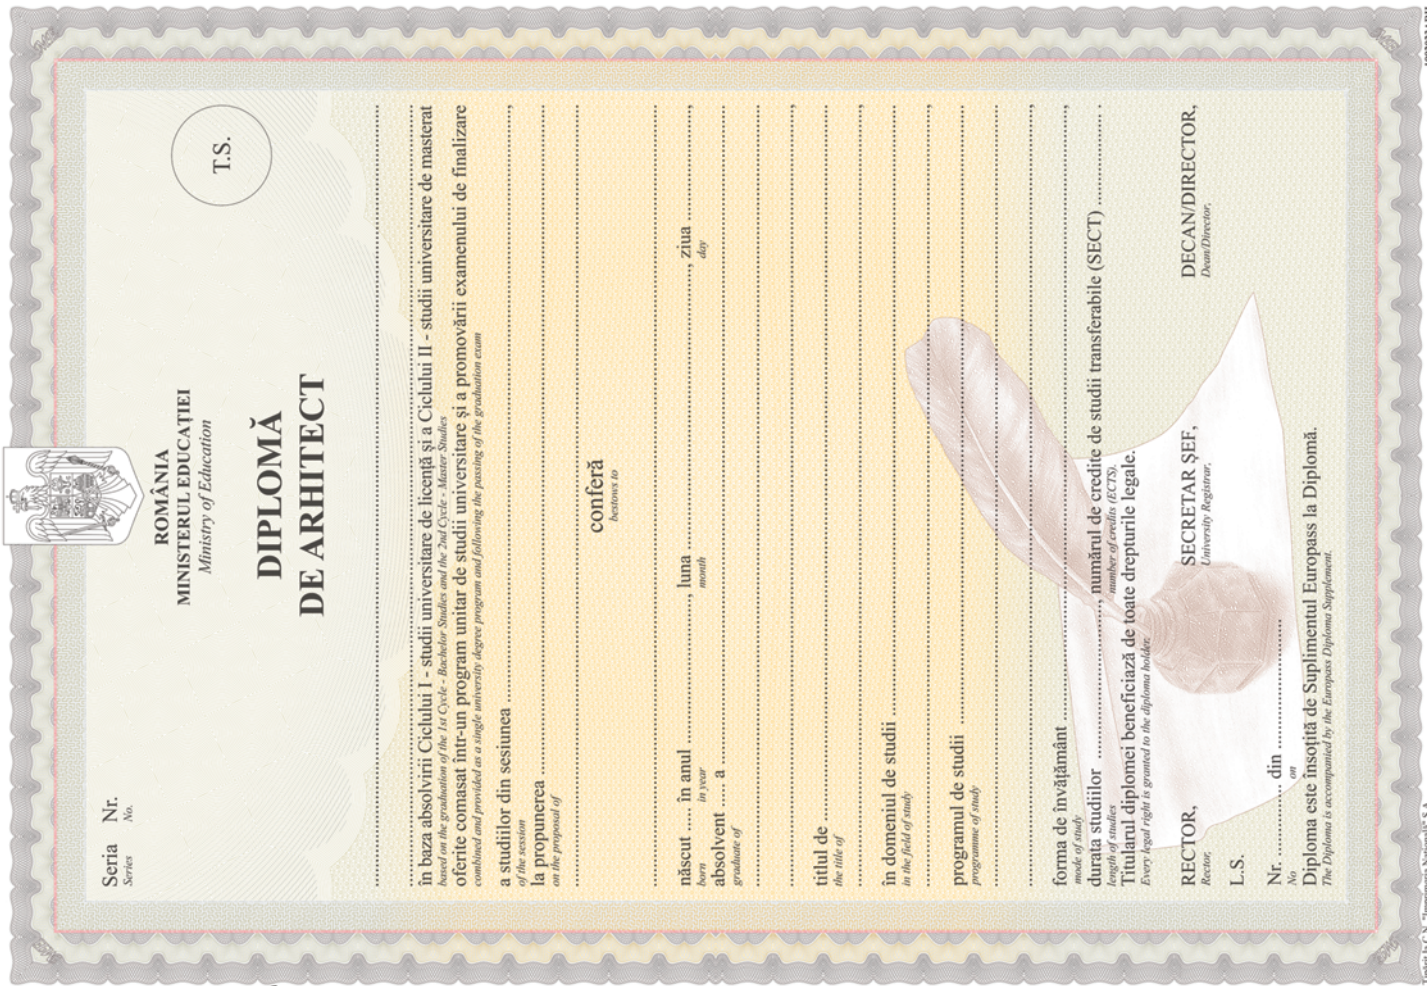 Seria Nr.
Series No.
T.S.
ROMÂNIA
MINISTERUL EDUCAȚIEI
Ministry of Education
DIPLOMĂ
DE ARHITECT
în baza absolvirii Ciclului I - studii universitare de licență și a Ciclului II - studii universitare de masterat
based on the graduation of the 1st Cycle - Bachelor Studies and the 2nd Cycle - Master Studies
oferite comasat într-un program unitar de studii universitare și a promovării examenului de finalizare
combined and provided as a single university degree program and following the passing of the graduation exam
a studiilor din sesiunea ..........,
of the session
la propunerea ..........
on the proposal of
conferă
bestows to
născut ..... în anul .........., luna .........., ziua ..........,
born in year month day
absolvent ..... a ..........
graduate of
titlul de ..........
the title of
în domeniul de studii ..........
in the field of study
programul de studii ..........
programme of study
forma de învățământ ..........,
mode of study
durata studiilor .........., numărul de credite de studii transferabile (SECT) ..........
length of studies number of credits (ECTS).
Titularul diplomei beneficiază de toate drepturile legale.
Every legal right is granted to the diploma holder.
RECTOR, SECRETAR ȘEF, DECAN/DIRECTOR,
Rector, University Registrar, Dean/Director,
L.S.
Nr. .......... din ..........
No on
Diploma este însoțită de Suplimentul Europass la Diplomă.
The Diploma is accompanied by the Europass Diploma Supplement.